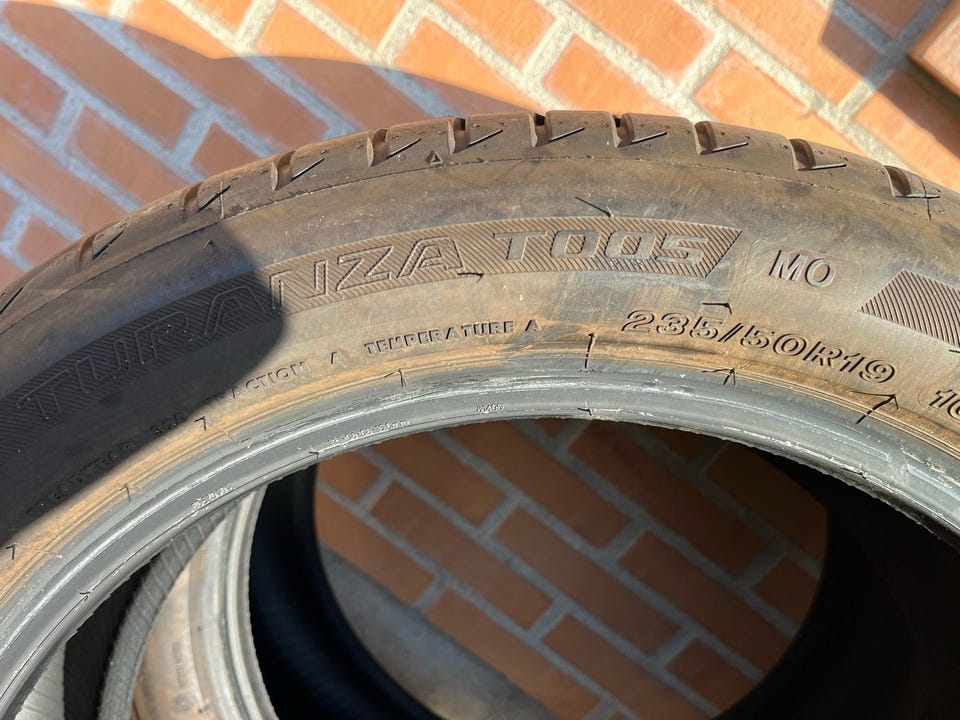 TURANZA T005 MO
235/50R19
TRACTION A TEMPERATURE A